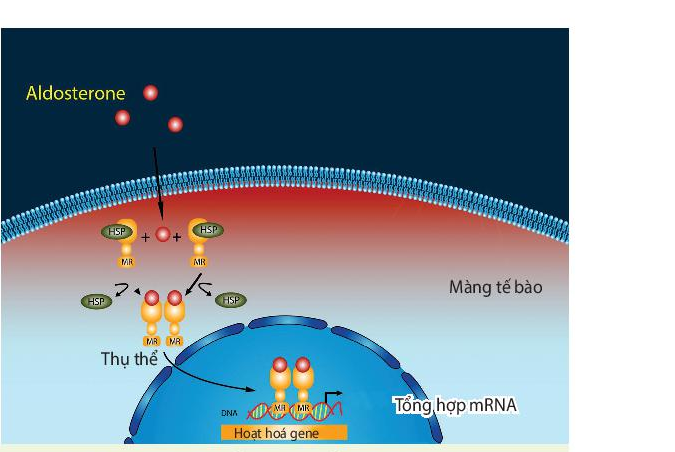 Aldosterone
HSP
HSP
+
+
MR
MR
Màng tế bào
HSP
HSP
MR
MR
Thụ thể
DNA
MR
MR
Tổng hợp mRNA
Hoạt hoá gene